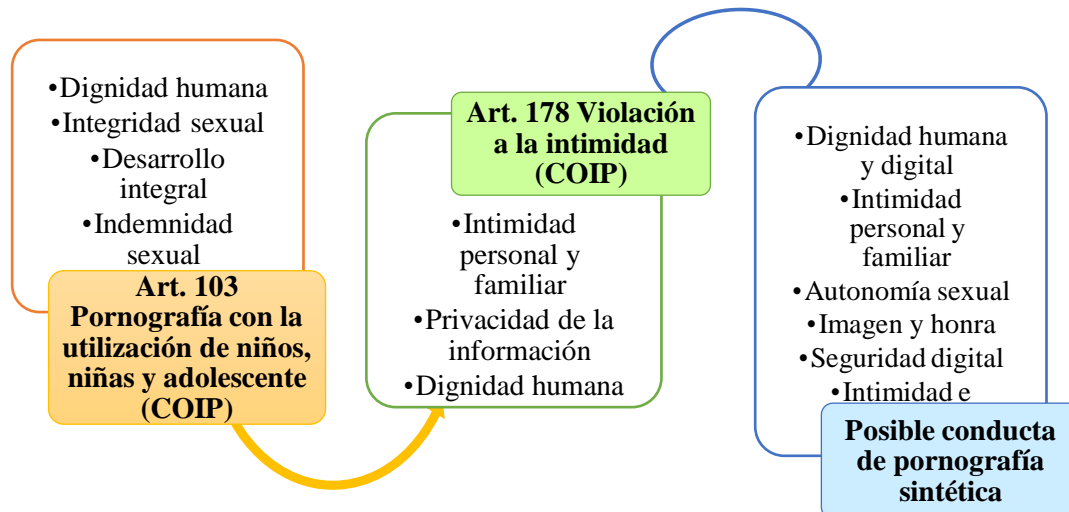 •Dignidad humana
•Integridad sexual
•Desarrollo
integral
•Indemnidad
sexual
Art. 103
Pornografía con la
utilización de niños,
niñas y adolescente
(COIP)
Art. 178 Violación
a la intimidad
(COIP)
•Intimidad
personal y
familiar
•Privacidad de la
información
•Dignidad humana
•Dignidad humana
y digital
•Intimidad
personal y
familiar
•Autonomía sexual
•Imagen y honra
•Seguridad digital
•Intimidad e
Posible conducta
de pornografía
sintética